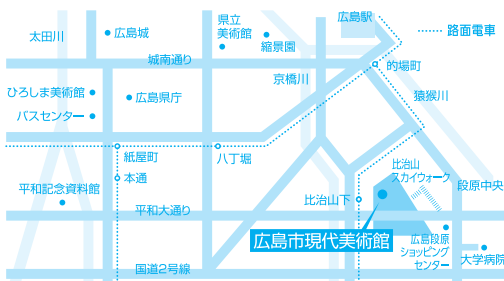 広島駅
路面電車
県立
美術館
太田川
広島城
縮景園
城南通り
的場町
京橋川
ひろしま美術館
広島県庁
猿猴川
バスセンター
紙屋町
八丁堀
比治山
スカイウォーク
本通
段原中央
平和記念資料館
比治山下
平和大通り
広島市現代美術館
広島段原
ショッピング
センター
大学病院
国道2号線